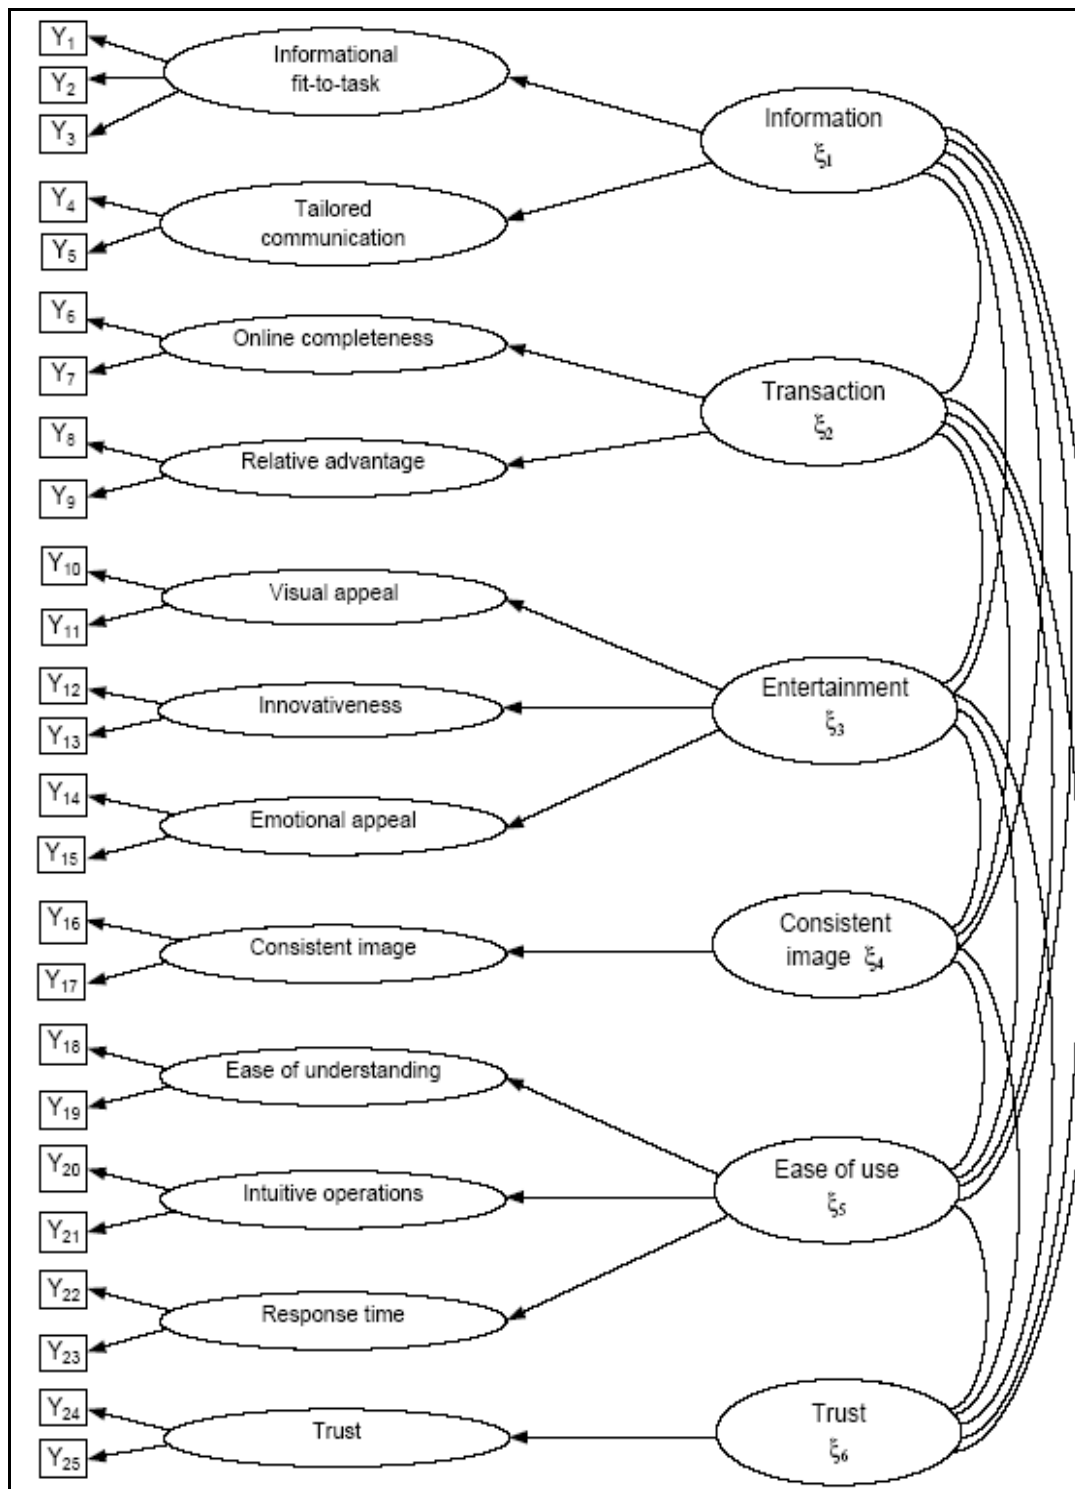 Y1
Y2
Y3
Informational
fit-to-task
Information
ξ1
Y4
Y5
Tailored
communication
Y6
Y7
Online completeness
Transaction
ξ2
Y8
Y9
Relative advantage
Y10
Y11
Visual appeal
Y12
Y13
Innovativeness
Entertainment
ξ3
Y14
Y15
Emotional appeal
Y16
Y17
Consistent image
Consistent
image ξ4
Y18
Y19
Ease of understanding
Y20
Y21
Intuitive operations
Ease of use
ξ5
Y22
Y23
Response time
Y24
Y25
Trust
Trust
ξ6